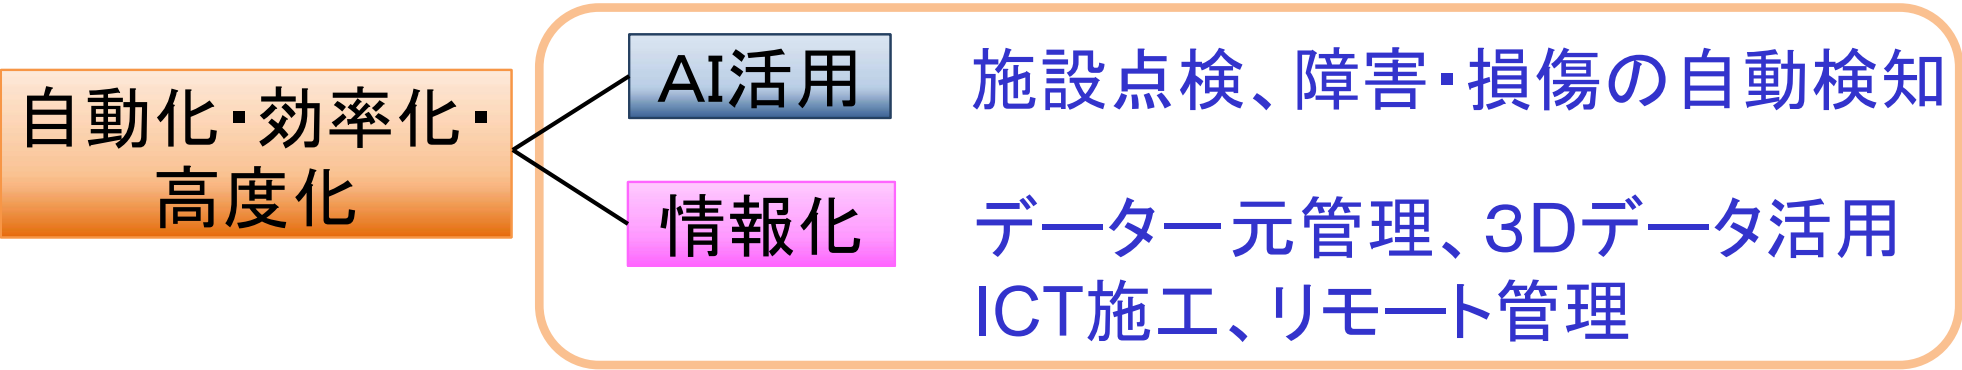 自動化・効率化・
高度化
AI活用
施設点検、障害・損傷の自動検知
情報化
データ一元管理、3Dデータ活用
ICT施工、リモート管理